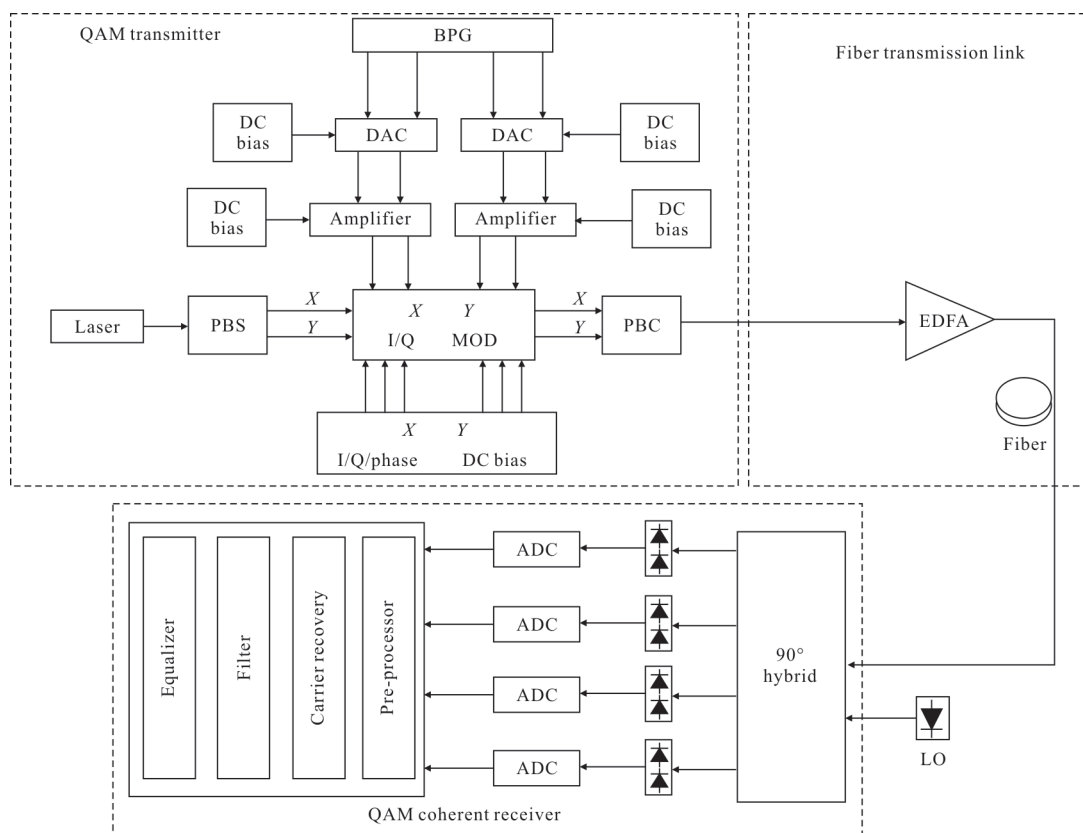 QAM transmitter
BPG
Fiber transmission link
DC
bias
DAC
DAC
DC
bias
DC
bias
Amplifier
Amplifier
DC
bias
Laser
PBS
X
Y
X Y
I/Q MOD
X
Y
PBC
EDFA
Fiber
X Y
I/Q/phase DC bias
Equalizer
Filter
Carrier recovery
Pre-processor
ADC
ADC
ADC
ADC
90°
hybrid
LO
QAM coherent receiver